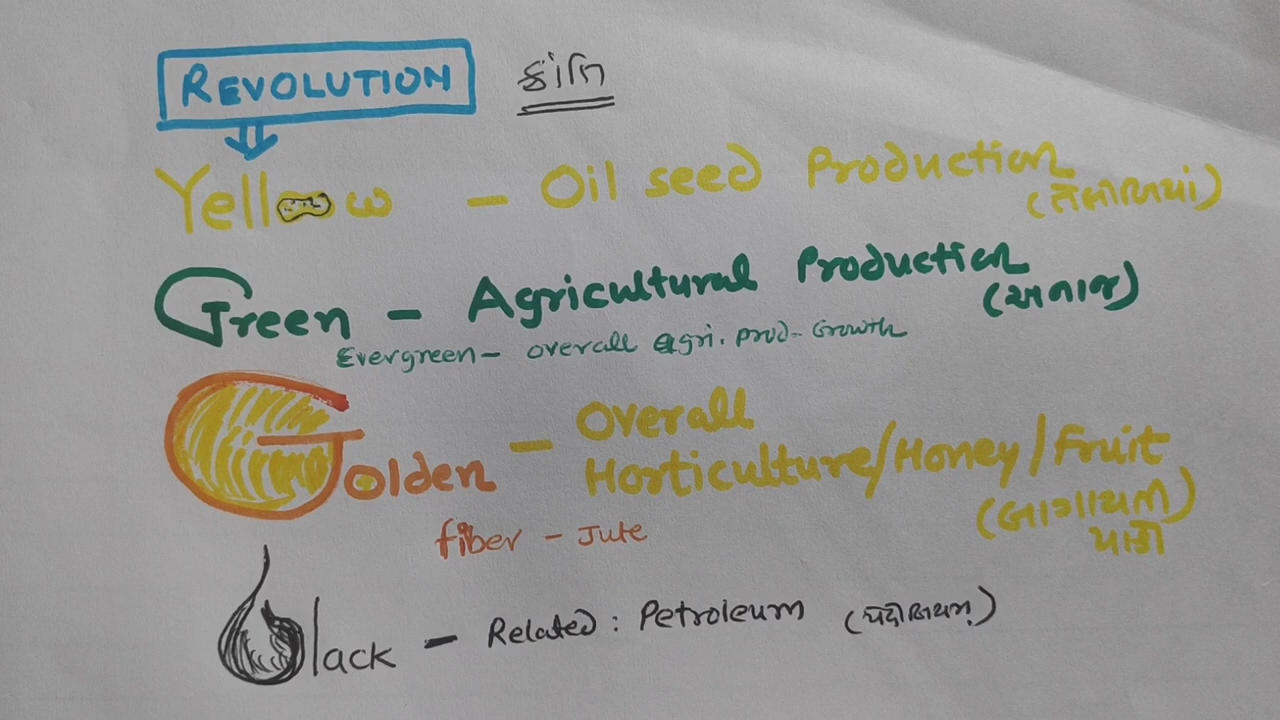 REVOLUTION ક્રાંતિ
Yellow - Oil seed Production
(તેલીબિયાં)
Green - Agricultural Production
(અનાજ)
Evergreen - overall agri. prod - Growth
Golden - Overall
Horticulture/Honey/Fruit
(બાગાયતી
પાકો)
fiber - Jute
Black - Related: Petroleum (પેટ્રોલિયમ)